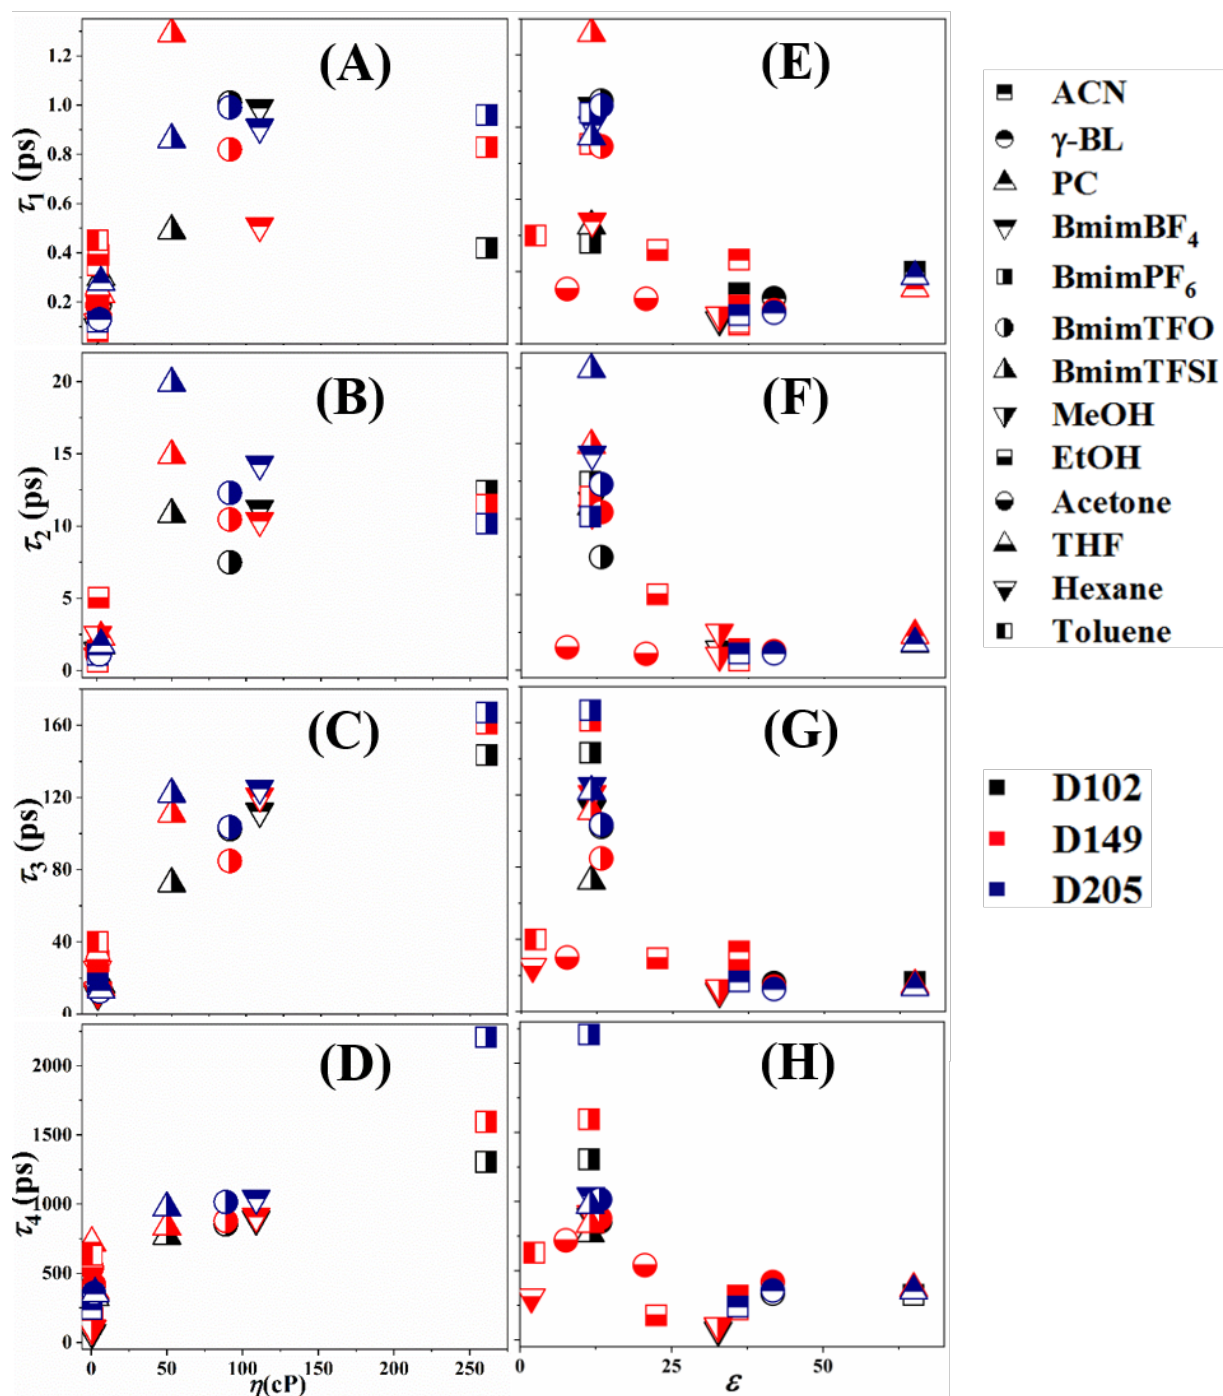 (A)
τ1 (ps)
1.2
1.0
0.8
0.6
0.4
0.2
(E)
(B)
τ2 (ps)
20
15
10
5
0
(F)
(C)
τ3 (ps)
160
120
80
40
0
(G)
(D)
τ4 (ps)
2000
1500
1000
500
0
(H)
0 50 100 150 200 250
η(cP)
0 25 50
ε
ACN
γ-BL
PC
BmimBF4
BmimPF6
BmimTFO
BmimTFSI
MeOH
EtOH
Acetone
THF
Hexane
Toluene
D102
D149
D205